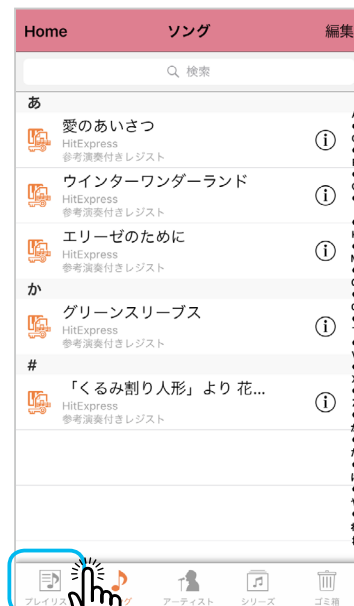 Home ソング 編集
検索
あ
愛のあいさつ
HitExpress
参考演奏付きレジスト
ウインターワンダーランド
HitExpress
参考演奏付きレジスト
エリーゼのために
HitExpress
参考演奏付きレジスト
か
グリーンスリーブス
HitExpress
参考演奏付きレジスト
#
「くるみ割り人形」より 花...
HitExpress
参考演奏付きレジスト
プレイリス グ アーティスト シリーズ ゴミ箱